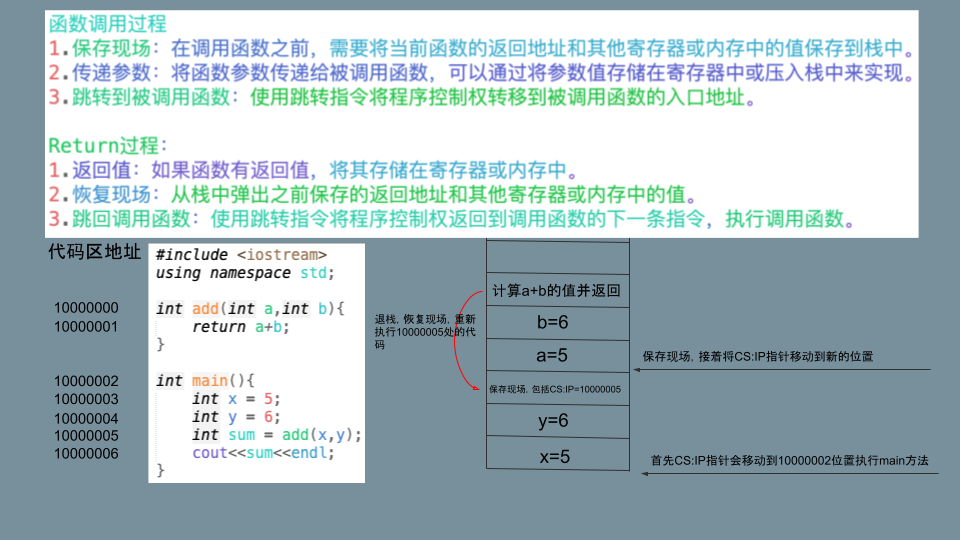 函数调用过程
1.保存现场：在调用函数之前，需要将当前函数的返回地址和其他寄存器或内存中的值保存到栈中。
2.传递参数：将函数参数传递给被调用函数，可以通过将参数值存储在寄存器中或压入栈中来实现。
3.跳转到被调用函数：使用跳转指令将程序控制权转移到被调用函数的入口地址。
Return过程：
1.返回值：如果函数有返回值，将其存储在寄存器或内存中。
2.恢复现场：从栈中弹出之前保存的返回地址和其他寄存器或内存中的值。
3.跳回调用函数：使用跳转指令将程序控制权返回到调用函数的下一条指令，执行调用函数。
代码区地址
#include <iostream>
using namespace std;
10000000 int add(int a,int b){
10000001 return a+b;
}
10000002 int main(){
10000003 int x = 5;
10000004 int y = 6;
10000005 int sum = add(x,y);
10000006 cout<<sum<<endl;
}
退栈，恢复现场，重新
执行10000005处的代
码
计算a+b的值并返回
b=6
a=5
保存现场，包括CS:IP=10000005
y=6
x=5
保存现场，接着将CS:IP指针移动到新的位置
首先CS:IP指针会移动到10000002位置执行main方法